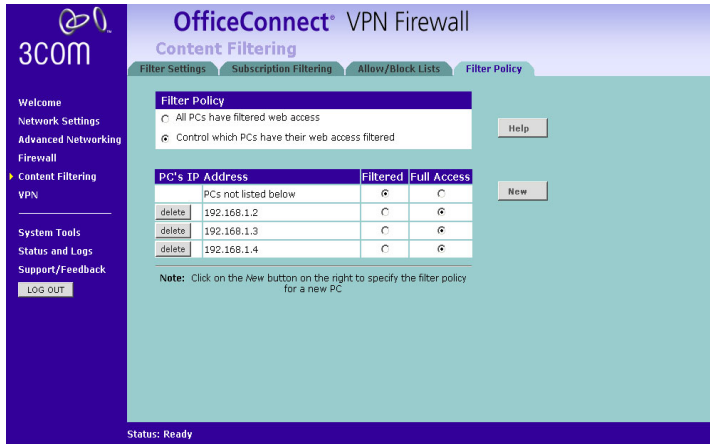 3COM
OfficeConnect® VPN Firewall
Content Filtering
Filter Settings Subscription Filtering Allow/Block Lists Filter Policy
Welcome
Network Settings
Advanced Networking
Firewall
Content Filtering
VPN
System Tools
Status and Logs
Support/Feedback
LOG OUT
Filter Policy
All PCs have filtered web access
Control which PCs have their web access filtered
Help
PC's IP Address Filtered Full Access
PCs not listed below
delete 192.168.1.2
delete 192.168.1.3
delete 192.168.1.4
New
Note: Click on the New button on the right to specify the filter policy
for a new PC
Status: Ready